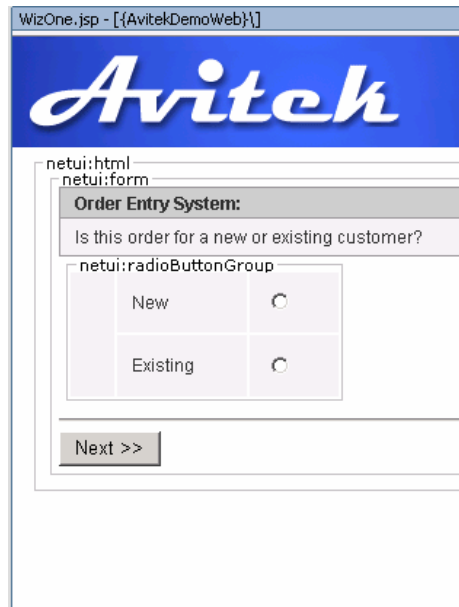 WizOne.jsp - [{AvitekDemoWeb}\]
Avitek
netui:html
netui:form
Order Entry System:
Is this order for a new or existing customer?
netui:radioButtonGroup
New
Existing
Next >>